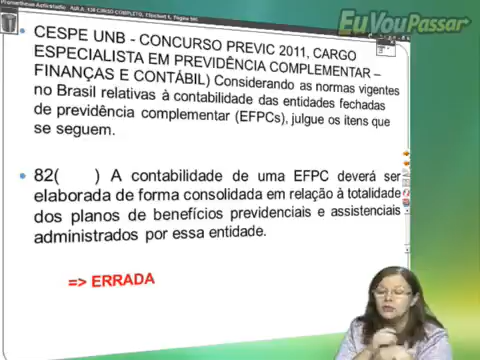 EuVouPassar
CESPE UNB - CONCURSO PREVIC 2011, CARGO
ESPECIALISTA EM PREVIDÊNCIA COMPLEMENTAR –
FINANÇAS E CONTÁBIL) Considerando as normas vigentes
no Brasil relativas à contabilidade das entidades fechadas
de previdência complementar (EFPCs), julgue os itens que
se seguem.
82( ) A contabilidade de uma EFPC deverá ser
elaborada de forma consolidada em relação à totalidade
dos planos de benefícios previdenciais e assistenciais
administrados por essa entidade.
=> ERRADA